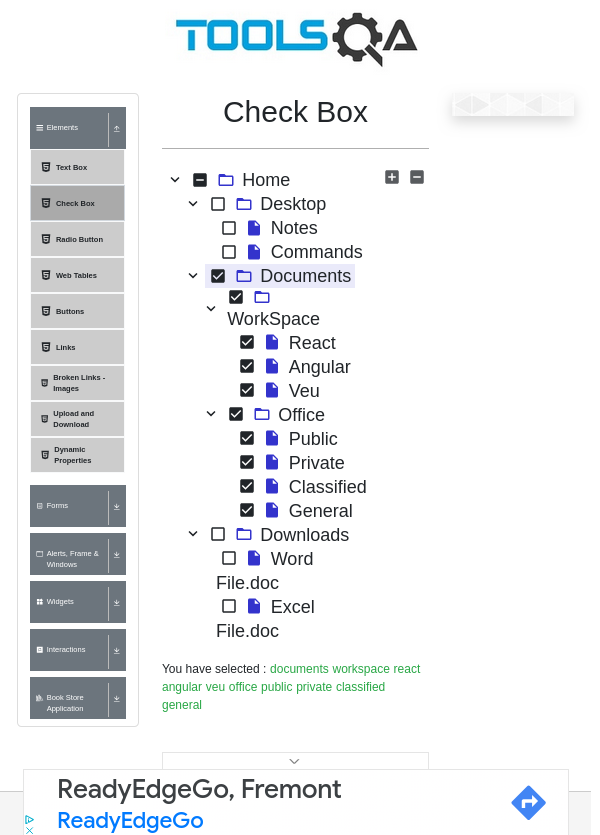 TOOLSQA
Elements
Text Box
Check Box
Radio Button
Web Tables
Buttons
Links
Broken Links -
Images
Upload and
Download
Dynamic
Properties
Forms
Alerts, Frame &
Windows
Widgets
Interactions
Book Store
Application
Check Box
Home
Desktop
Notes
Commands
Documents
WorkSpace
React
Angular
Veu
Office
Public
Private
Classified
General
Downloads
Word
File.doc
Excel
File.doc
You have selected : documents workspace react
angular veu office public private classified
general
ReadyEdgeGo, Fremont
ReadyEdgeGo